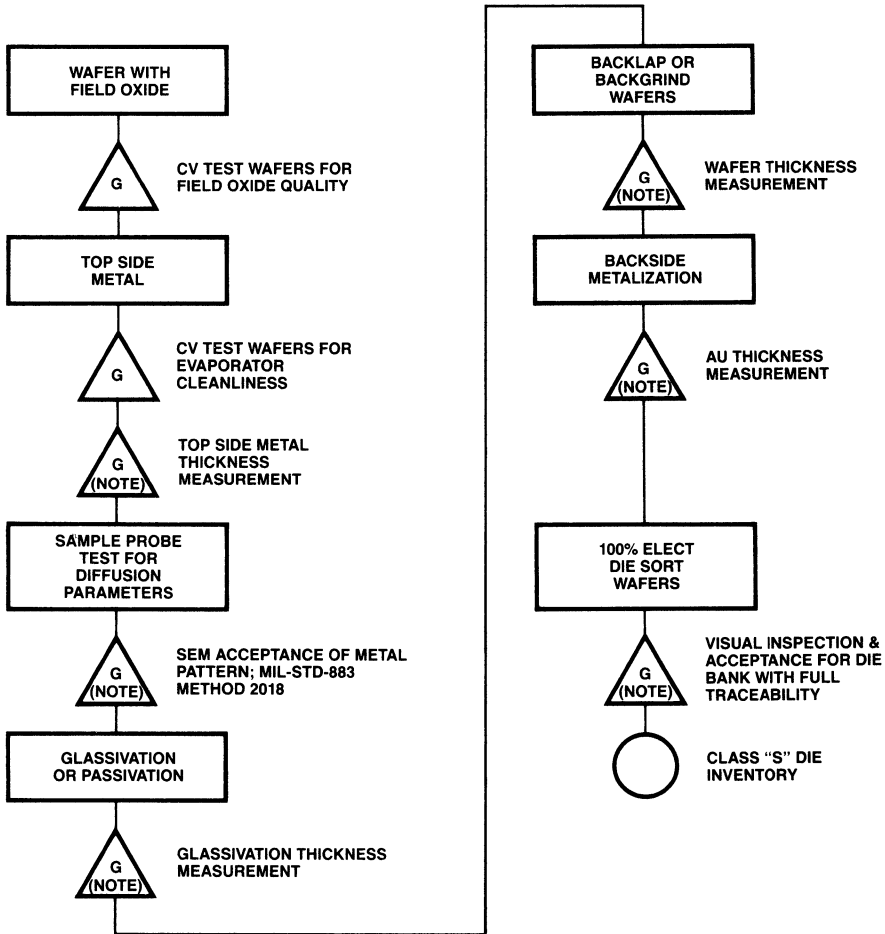 WAFER WITH
FIELD OXIDE
G
CV TEST WAFERS FOR
FIELD OXIDE QUALITY
TOP SIDE
METAL
G
CV TEST WAFERS FOR
EVAPORATOR
CLEANLINESS
G
(NOTE)
TOP SIDE METAL
THICKNESS
MEASUREMENT
SAMPLE PROBE
TEST FOR
DIFFUSION
PARAMETERS
G
(NOTE)
SEM ACCEPTANCE OF METAL
PATTERN; MIL-STD-883
METHOD 2018
GLASSIVATION
OR PASSIVATION
G
(NOTE)
GLASSIVATION THICKNESS
MEASUREMENT
BACKLAP OR
BACKGRIND
WAFERS
G
(NOTE)
WAFER THICKNESS
MEASUREMENT
BACKSIDE
METALIZATION
G
(NOTE)
AU THICKNESS
MEASUREMENT
100% ELECT
DIE SORT
WAFERS
G
(NOTE)
VISUAL INSPECTION &
ACCEPTANCE FOR DIE
BANK WITH FULL
TRACEABILITY
CLASS "S" DIE
INVENTORY